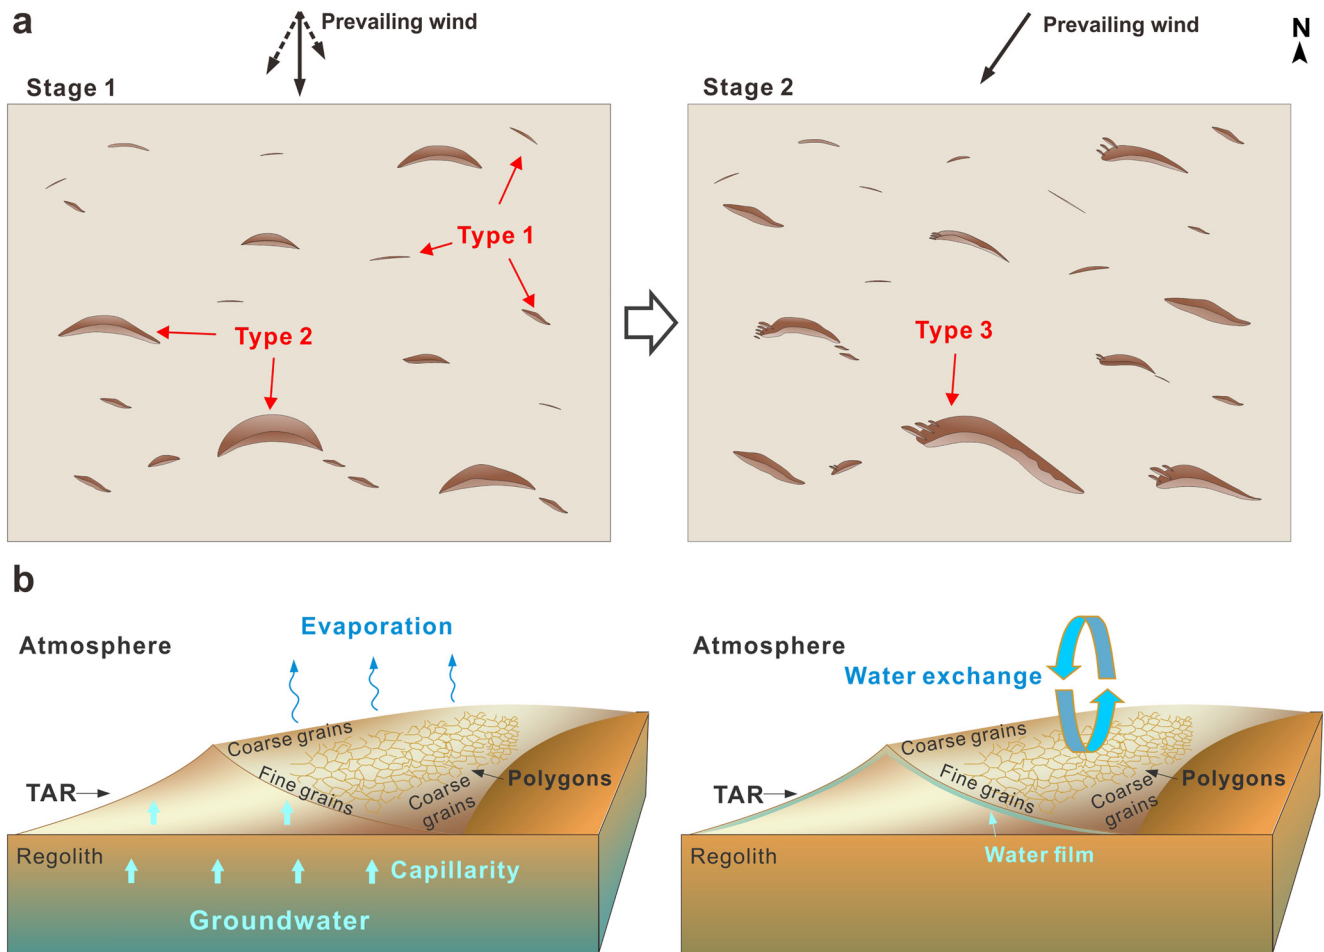 a
Prevailing wind
Prevailing wind
N
Stage 1
Stage 2
Type 1
Type 2
Type 3
b
Atmosphere
Evaporation
Coarse grains
Fine grains
Coarse
grains
Polygons
TAR
Regolith
Capillarity
Groundwater
Atmosphere
Water exchange
Coarse grains
Fine grains
Coarse
grains
Polygons
TAR
Regolith
Water film